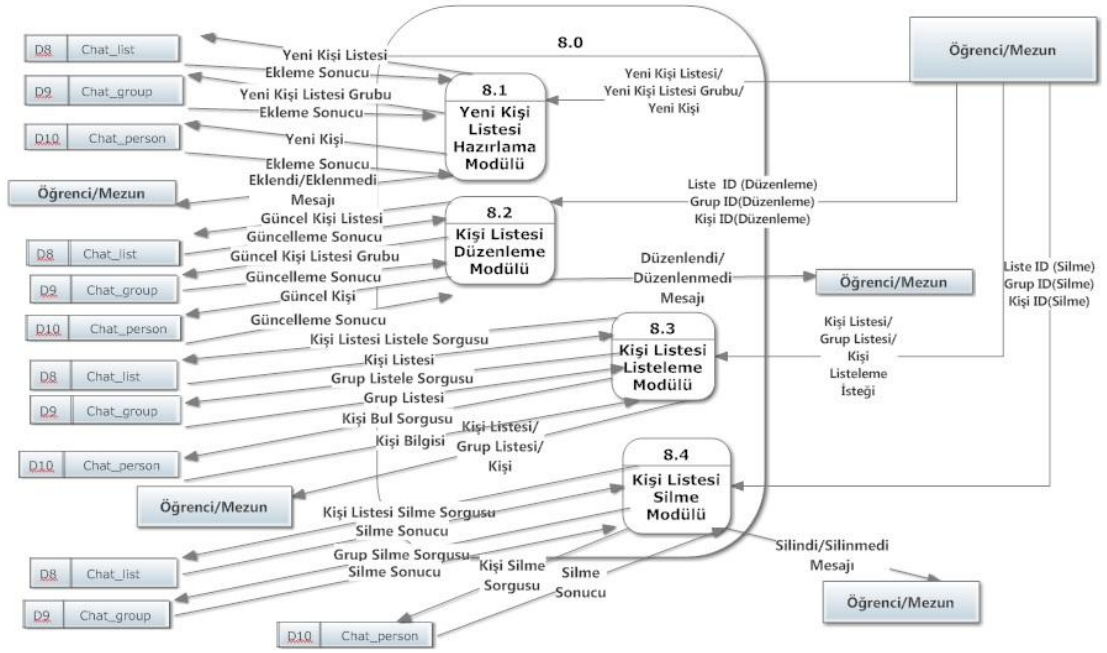 8.0
Öğrenci/Mezun
D8 Chat_list
D9 Chat_group
D10 Chat_person
Öğrenci/Mezun
Yeni Kişi Listesi
Ekleme Sonucu
Yeni Kişi Listesi Grubu
Ekleme Sonucu
Yeni Kişi
Ekleme Sonucu
Eklendi/Eklenmedi
Mesajı
8.1
Yeni Kişi
Listesi
Hazırlama
Modülü
Yeni Kişi Listesi/
Yeni Kişi Listesi Grubu/
Yeni Kişi
D8 Chat_list
D9 Chat_group
D10 Chat_person
Güncel Kişi Listesi
Güncelleme Sonucu
Güncel Kişi Listesi Grubu
Güncelleme Sonucu
Güncel Kişi
Güncelleme Sonucu
8.2
Kişi Listesi
Düzenleme
Modülü
Liste ID (Düzenleme)
Grup ID(Düzenleme)
Kişi ID(Düzenleme)
Düzenlendi/
Düzenlenmedi
Mesajı
Öğrenci/Mezun
Liste ID (Silme)
Grup ID(Silme)
Kişi ID(Silme)
D8 Chat_list
D9 Chat_group
D10 Chat_person
Öğrenci/Mezun
Kişi Listesi Listele Sorgusu
Kişi Listesi
Grup Listele Sorgusu
Grup Listesi
Kişi Bul Sorgusu
Kişi Bilgisi
Kişi Listesi/
Grup Listesi/
Kişi
8.3
Kişi Listesi
Listeleme
Modülü
Kişi Listesi/
Grup Listesi/
Kişi
Listeleme
İsteği
D8 Chat_list
D9 Chat_group
D10 Chat_person
Kişi Listesi Silme Sorgusu
Silme Sonucu
Grup Silme Sorgusu
Silme Sonucu
Kişi Silme
Sorgusu
Silme
Sonucu
8.4
Kişi Listesi
Silme
Modülü
Silindi/Silinmedi
Mesajı
Öğrenci/Mezun